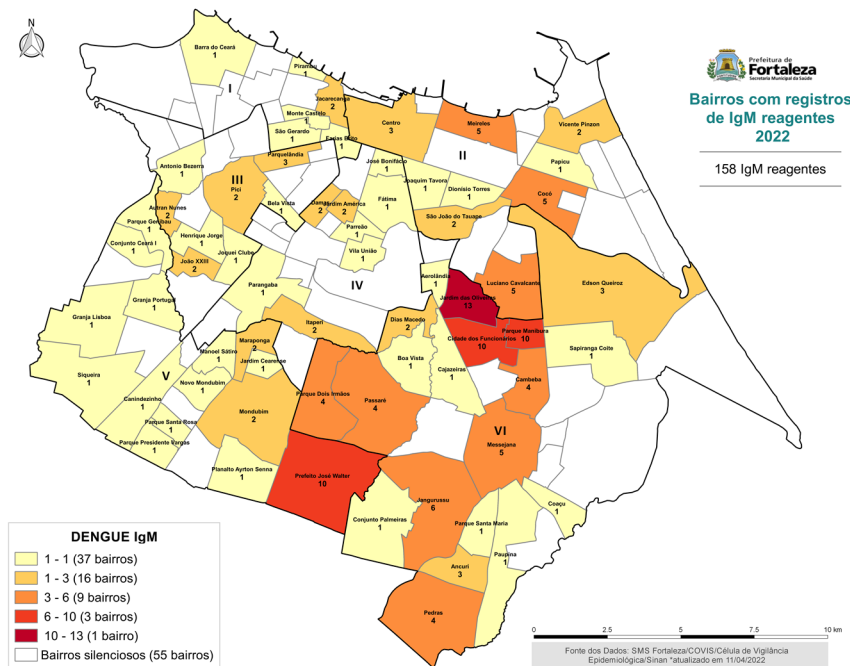 N
Prefeitura de
Fortaleza
Secretaria Municipal da Saúde
Bairros com registros
de IgM reagentes
2022
158 IgM reagentes
Barra do Ceará
1
Pirambu
1
I
Jacarecanga
2
Monte Castelo
1
São Gerardo
1
Farias Brito
1
Centro
3
Meireles
5
Vicente Pinzon
2
II
Papicu
1
Parquelândia
3
Antonio Bezerra
1
III
Pici
2
José Bonifácio
1
Joaquim Tavora
1
Dionísio Torres
1
Cocó
5
Autran Nunes
2
Bela Vista
1
Damas
2
Jardim América
2
Fátima
1
São João do Tauape
2
Parque Genibau
1
Henrique Jorge
1
Parreão
1
Conjunto Ceará I
1
Joquei Clube
1
Vila União
1
João XXIII
2
Parangaba
1
IV
Aerolândia
1
Luciano Cavalcante
5
Edson Queiroz
3
Jardim das Oliveiras
13
Granja Portugal
1
Granja Lisboa
1
Itaperi
2
Dias Macedo
2
Parque Manibura
10
Cidade dos Funcionários
10
Manoel Sátiro
1
Maraponga
2
Jardim Cearense
1
Boa Vista
1
Sapiranga Coite
1
Cajazeiras
1
Siqueira
1
V
Novo Mondubim
1
Parque Dois Irmãos
4
Passaré
4
Cambeba
4
Canindezinho
1
Mondubim
2
Parque Santa Rosa
1
VI
Messejana
5
Parque Presidente Vargas
1
Planalto Ayrton Senna
1
Prefeito José Walter
10
Jangurussu
6
Coaçu
1
Conjunto Palmeiras
1
Parque Santa Maria
1
Paupina
1
Ancuri
3
Pedras
4
DENGUE IgM
1 - 1 (37 bairros)
1 - 3 (16 bairros)
3 - 6 (9 bairros)
6 - 10 (3 bairros)
10 - 13 (1 bairro)
Bairros silenciosos (55 bairros)
0 2.5 5 7.5 10 km
Fonte dos Dados: SMS Fortaleza/COVIS/Célula de Vigilância
Epidemiológica/Sinan *atualizado em 11/04/2022